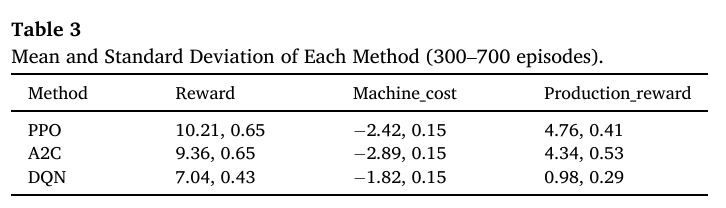 Table 3
Mean and Standard Deviation of Each Method (300–700 episodes).
Method Reward Machine_cost Production_reward
PPO 10.21, 0.65 −2.42, 0.15 4.76, 0.41
A2C 9.36, 0.65 −2.89, 0.15 4.34, 0.53
DQN 7.04, 0.43 −1.82, 0.15 0.98, 0.29